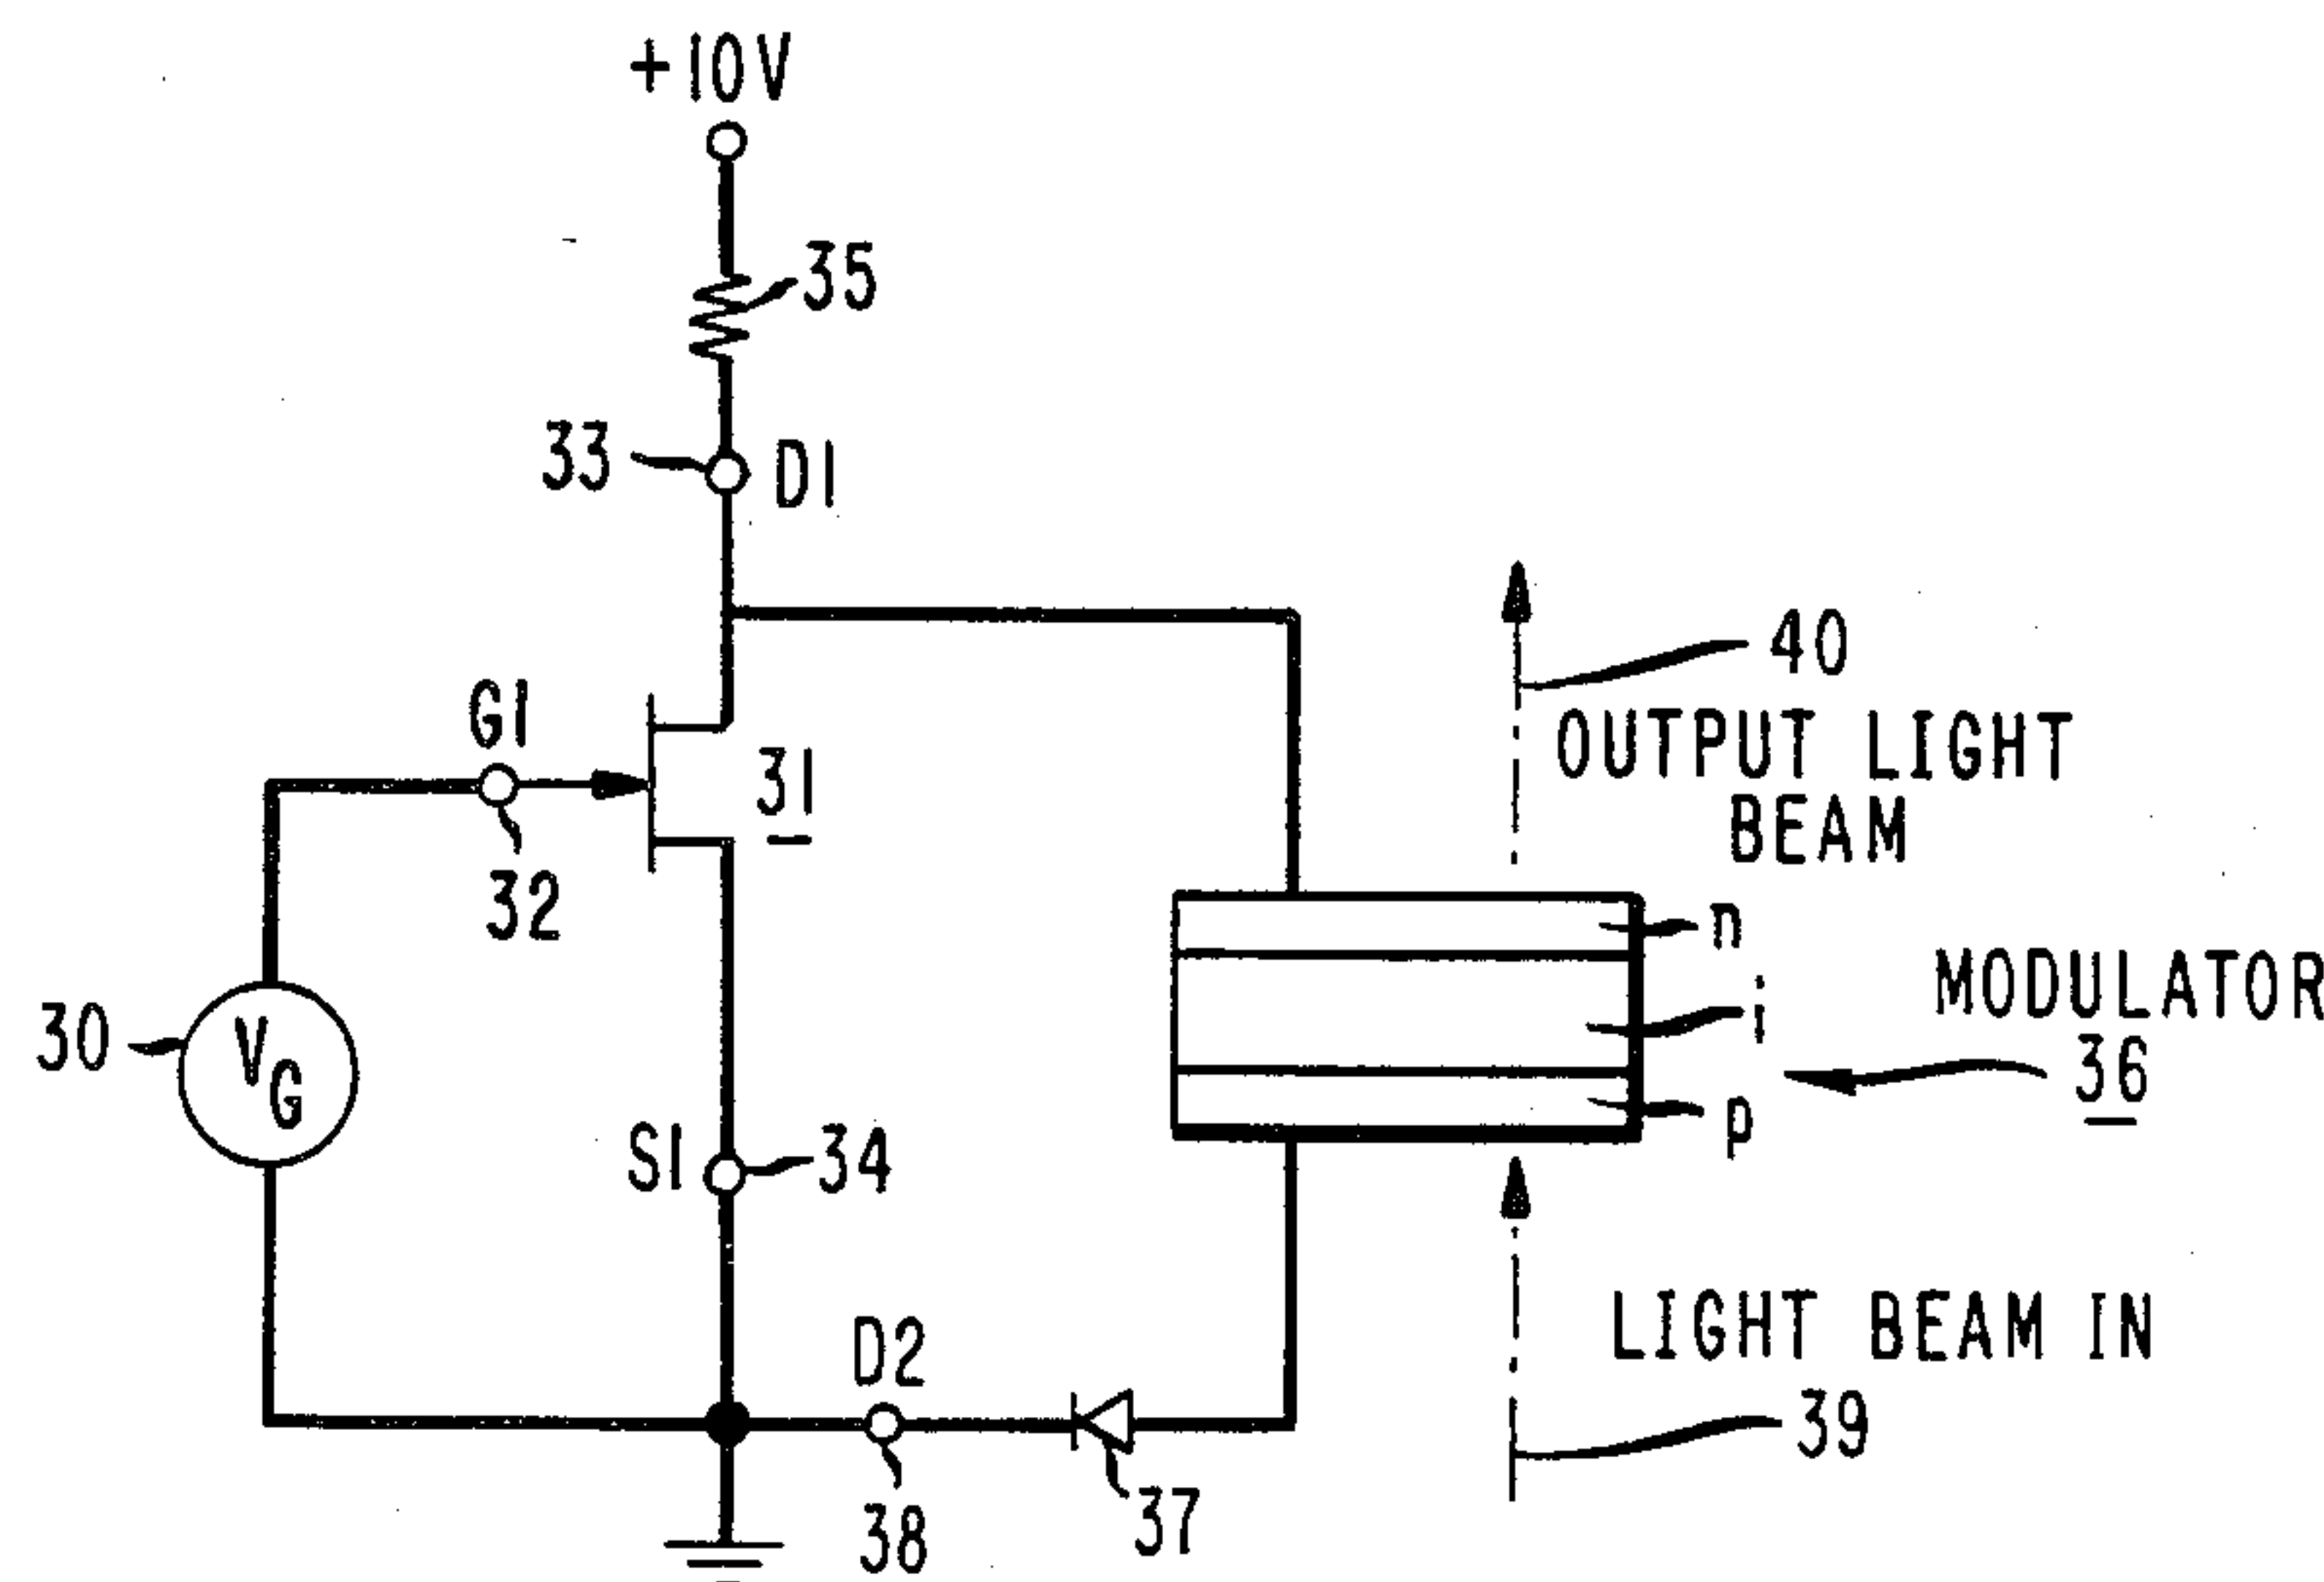 +10V
35
33
D1
40
OUTPUT LIGHT
BEAM
G1
31
32
n
MODULATOR
i
36
30
VG
p
S1
34
LIGHT BEAM IN
D2
39
37
38